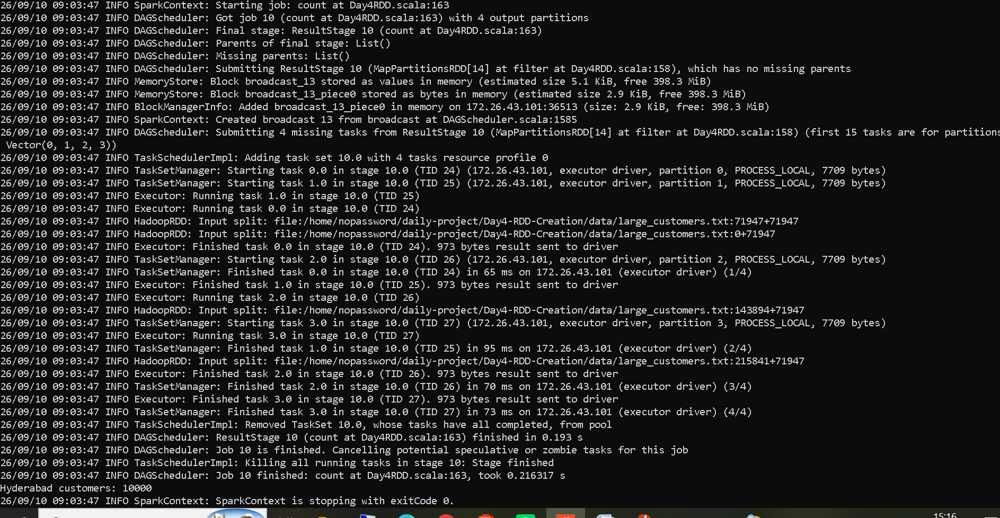 26/09/10 09:03:47 INFO SparkContext: Starting job: count at Day4RDD.scala:163
26/09/10 09:03:47 INFO DAGScheduler: Got job 10 (count at Day4RDD.scala:163) with 4 output partitions
26/09/10 09:03:47 INFO DAGScheduler: Final stage: ResultStage 10 (count at Day4RDD.scala:163)
26/09/10 09:03:47 INFO DAGScheduler: Parents of final stage: List()
26/09/10 09:03:47 INFO DAGScheduler: Missing parents: List()
26/09/10 09:03:47 INFO DAGScheduler: Submitting ResultStage 10 (MapPartitionsRDD[14] at filter at Day4RDD.scala:158), which has no missing parents
26/09/10 09:03:47 INFO MemoryStore: Block broadcast_13 stored as values in memory (estimated size 5.1 KiB, free 398.3 MiB)
26/09/10 09:03:47 INFO MemoryStore: Block broadcast_13_piece0 stored as bytes in memory (estimated size 2.9 KiB, free 398.3 MiB)
26/09/10 09:03:47 INFO BlockManagerInfo: Added broadcast_13_piece0 in memory on 172.26.43.101:36513 (size: 2.9 KiB, free: 398.3 MiB)
26/09/10 09:03:47 INFO SparkContext: Created broadcast 13 from broadcast at DAGScheduler.scala:1585
26/09/10 09:03:47 INFO DAGScheduler: Submitting 4 missing tasks from ResultStage 10 (MapPartitionsRDD[14] at filter at Day4RDD.scala:158) (first 15 tasks are for partitions
 Vector(0, 1, 2, 3))
26/09/10 09:03:47 INFO TaskSchedulerImpl: Adding task set 10.0 with 4 tasks resource profile 0
26/09/10 09:03:47 INFO TaskSetManager: Starting task 0.0 in stage 10.0 (TID 24) (172.26.43.101, executor driver, partition 0, PROCESS_LOCAL, 7709 bytes)
26/09/10 09:03:47 INFO TaskSetManager: Starting task 1.0 in stage 10.0 (TID 25) (172.26.43.101, executor driver, partition 1, PROCESS_LOCAL, 7709 bytes)
26/09/10 09:03:47 INFO Executor: Running task 1.0 in stage 10.0 (TID 25)
26/09/10 09:03:47 INFO Executor: Running task 0.0 in stage 10.0 (TID 24)
26/09/10 09:03:47 INFO HadoopRDD: Input split: file:/home/nopassword/daily-project/Day4-RDD-Creation/data/large_customers.txt:71947+71947
26/09/10 09:03:47 INFO HadoopRDD: Input split: file:/home/nopassword/daily-project/Day4-RDD-Creation/data/large_customers.txt:0+71947
26/09/10 09:03:47 INFO Executor: Finished task 0.0 in stage 10.0 (TID 24). 973 bytes result sent to driver
26/09/10 09:03:47 INFO TaskSetManager: Starting task 2.0 in stage 10.0 (TID 26) (172.26.43.101, executor driver, partition 2, PROCESS_LOCAL, 7709 bytes)
26/09/10 09:03:47 INFO TaskSetManager: Finished task 0.0 in stage 10.0 (TID 24) in 65 ms on 172.26.43.101 (executor driver) (1/4)
26/09/10 09:03:47 INFO Executor: Finished task 1.0 in stage 10.0 (TID 25). 973 bytes result sent to driver
26/09/10 09:03:47 INFO Executor: Running task 2.0 in stage 10.0 (TID 26)
26/09/10 09:03:47 INFO HadoopRDD: Input split: file:/home/nopassword/daily-project/Day4-RDD-Creation/data/large_customers.txt:143894+71947
26/09/10 09:03:47 INFO TaskSetManager: Starting task 3.0 in stage 10.0 (TID 27) (172.26.43.101, executor driver, partition 3, PROCESS_LOCAL, 7709 bytes)
26/09/10 09:03:47 INFO Executor: Running task 3.0 in stage 10.0 (TID 27)
26/09/10 09:03:47 INFO TaskSetManager: Finished task 1.0 in stage 10.0 (TID 25) in 95 ms on 172.26.43.101 (executor driver) (2/4)
26/09/10 09:03:47 INFO HadoopRDD: Input split: file:/home/nopassword/daily-project/Day4-RDD-Creation/data/large_customers.txt:215841+71947
26/09/10 09:03:47 INFO Executor: Finished task 2.0 in stage 10.0 (TID 26). 973 bytes result sent to driver
26/09/10 09:03:47 INFO TaskSetManager: Finished task 2.0 in stage 10.0 (TID 26) in 70 ms on 172.26.43.101 (executor driver) (3/4)
26/09/10 09:03:47 INFO Executor: Finished task 3.0 in stage 10.0 (TID 27). 973 bytes result sent to driver
26/09/10 09:03:47 INFO TaskSetManager: Finished task 3.0 in stage 10.0 (TID 27) in 73 ms on 172.26.43.101 (executor driver) (4/4)
26/09/10 09:03:47 INFO TaskSchedulerImpl: Removed TaskSet 10.0, whose tasks have all completed, from pool
26/09/10 09:03:47 INFO DAGScheduler: ResultStage 10 (count at Day4RDD.scala:163) finished in 0.193 s
26/09/10 09:03:47 INFO DAGScheduler: Job 10 is finished. Cancelling potential speculative or zombie tasks for this job
26/09/10 09:03:47 INFO TaskSchedulerImpl: Killing all running tasks in stage 10: Stage finished
26/09/10 09:03:47 INFO DAGScheduler: Job 10 finished: count at Day4RDD.scala:163, took 0.216317 s
Hyderabad customers: 10000
26/09/10 09:03:47 INFO SparkContext: SparkContext is stopping with exitCode 0.
15:16